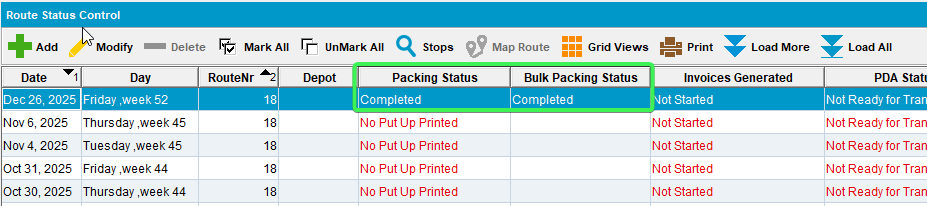 Route Status Control
Add Modify Delete Mark All UnMark All Stops Map Route Grid Views Print Load More Load All
Date 1 Day RouteNr 2 Depot Packing Status Bulk Packing Status Invoices Generated PDA Statu
Dec 26, 2025 Friday ,week 52 18 Completed Completed Not Started Not Ready for Tran
Nov 6, 2025 Thursday ,week 45 18 No Put Up Printed Not Started Not Ready for Tran
Nov 4, 2025 Tuesday ,week 45 18 No Put Up Printed Not Started Not Ready for Tran
Oct 31, 2025 Friday ,week 44 18 No Put Up Printed Not Started Not Ready for Tran
Oct 30, 2025 Thursday ,week 44 18 No Put Up Printed Not Started Not Ready for Tran